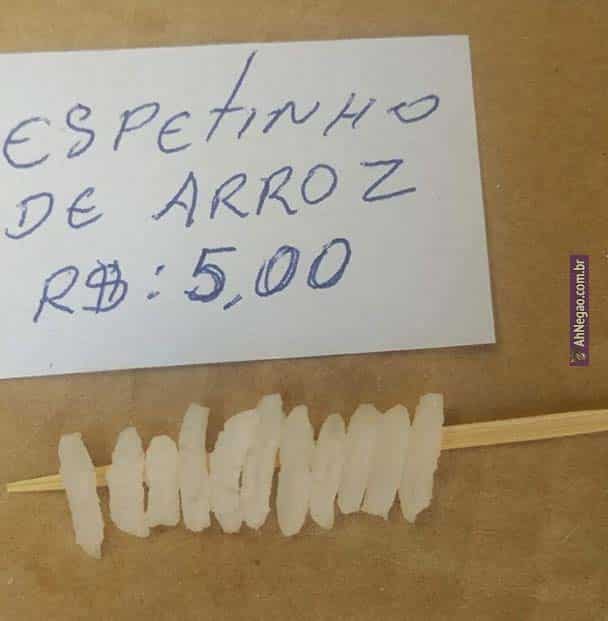 ESPETINHO
DE ARROZ
R$: 5,00
AhNegao.com.br